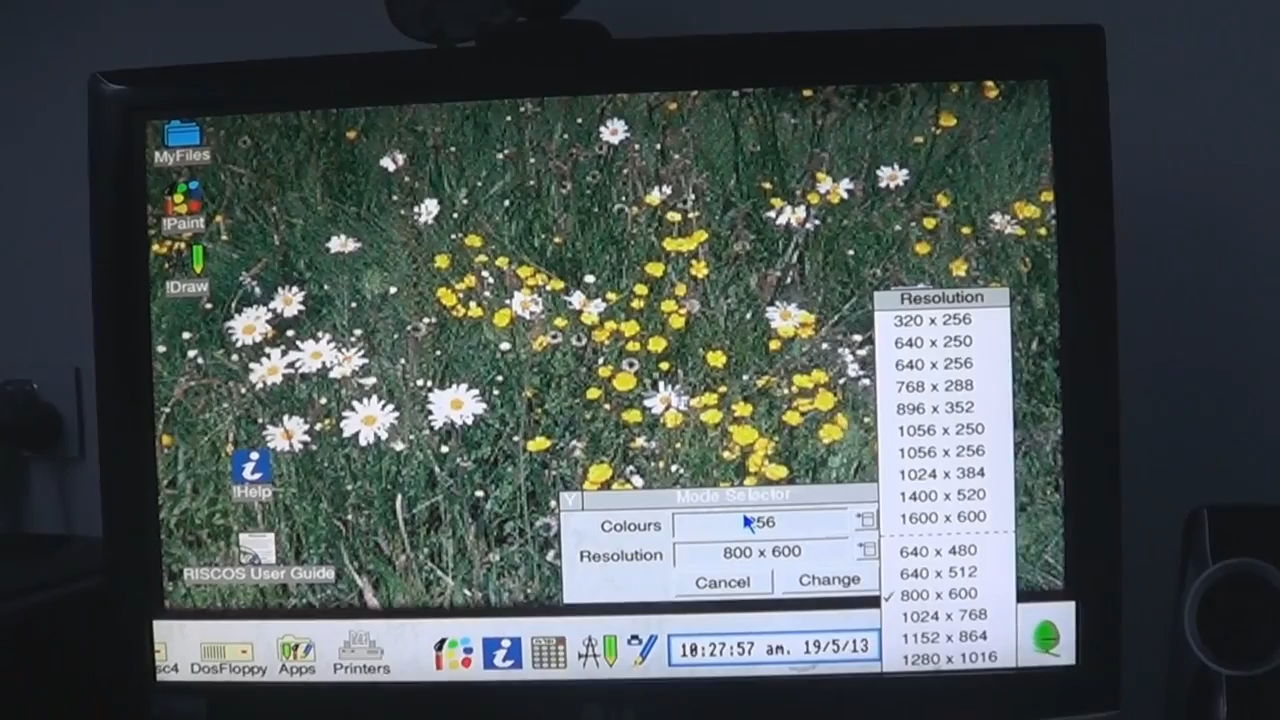 MyFiles
!Paint
!Draw
!Help
RISCOS User Guide
Mode Selector
Colours
256
Resolution
800 x 600
Cancel
Change
Resolution
320 x 256
640 x 250
640 x 256
768 x 288
896 x 352
1056 x 250
1056 x 256
1024 x 384
1400 x 520
1600 x 600
640 x 480
640 x 512
800 x 600
1024 x 768
1152 x 864
1280 x 1016
sc4
DosFloppy
Apps
Printers
10:27:57 am. 19/5/13